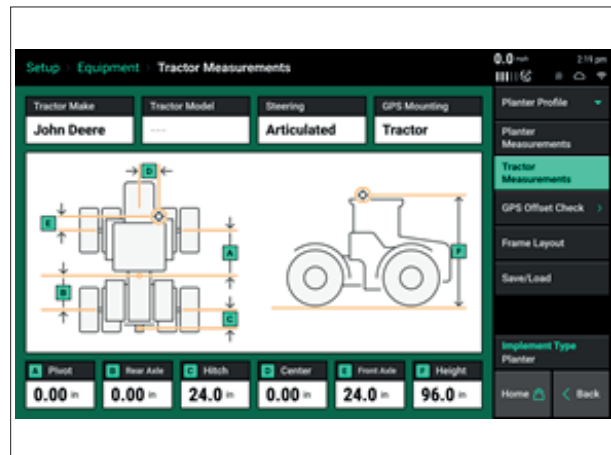 Setup Equipment Tractor Measurements
0.0 mph 2:19 pm
Tractor Make
Tractor Model
Steering
GPS Mounting
John Deere
---
Articulated
Tractor
D
E
A
B
C
F
A Pivot
B Rear Axle
C Hitch
D Center
E Front Axle
F Height
0.00 in
0.00 in
24.0 in
0.00 in
24.0 in
96.0 in
Planter Profile
Planter
Measurements
Tractor
Measurements
GPS Offset Check >
Frame Layout
Save/Load
Implement Type
Planter
Home
< Back